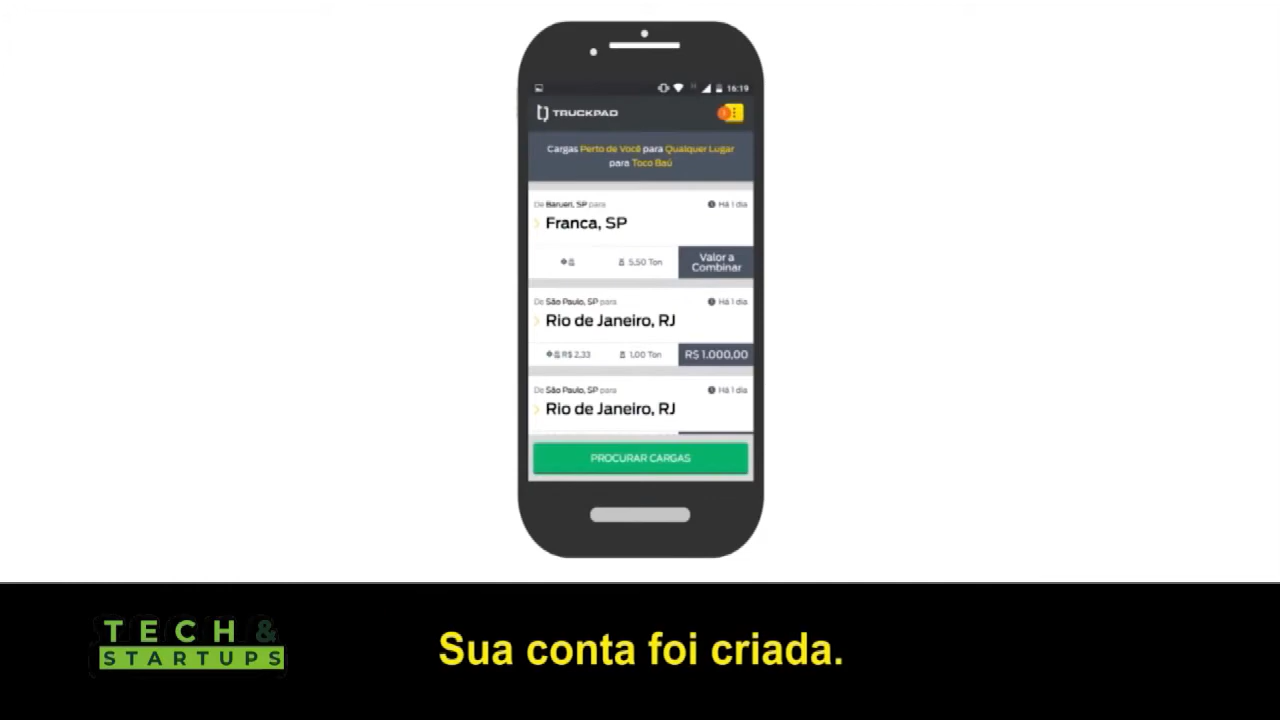 16:19
TRUCKPAD
Cargas Perto de Você para Qualquer Lugar
para Toco Baú
De Barueri, SP para
Há 1 dia
Franca, SP
5,50 Ton
Valor a
Combinar
De São Paulo, SP para
Há 1 dia
Rio de Janeiro, RJ
R$ 2,33
1,00 Ton
R$ 1.000,00
De São Paulo, SP para
Há 1 dia
Rio de Janeiro, RJ
PROCURAR CARGAS
TECH &
STARTUPS
Sua conta foi criada.